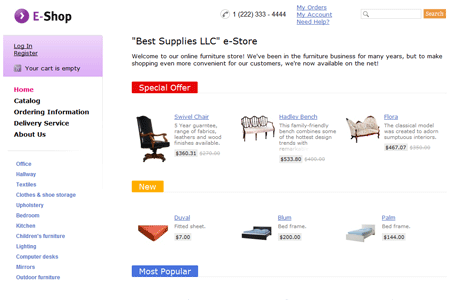 E-Shop
1 (222) 333 - 4444
My Orders
My Account
Need Help?
Search
Log In
Register
Your cart is empty
Home
Catalog
Ordering Information
Delivery Service
About Us
Office
Hallway
Textiles
Clothes & shoe storage
Upholstery
Bedroom
Kitchen
Children's furniture
Lighting
Computer desks
Mirrors
Outdoor furniture
"Best Supplies LLC" e-Store
Welcome to our online furniture store! We've been in the furniture business for many years, but to make
shopping even more convenient for our customers, we're now available on the net!
Special Offer
Swivel Chair
5 Year guarntee,
range of fabrics,
leathers and wood
finishes available.
$360.31
Hadley Bench
This family-friendly
bench combines some
of the hottest design
trends with
$533.80
Flora
The classical model
was created to adorn
sumptuous interiors.
$467.07
New
Duval
Fitted sheet.
$7.00
Blum
Bed frame.
$200.00
Palm
Bed frame.
$144.00
Most Popular